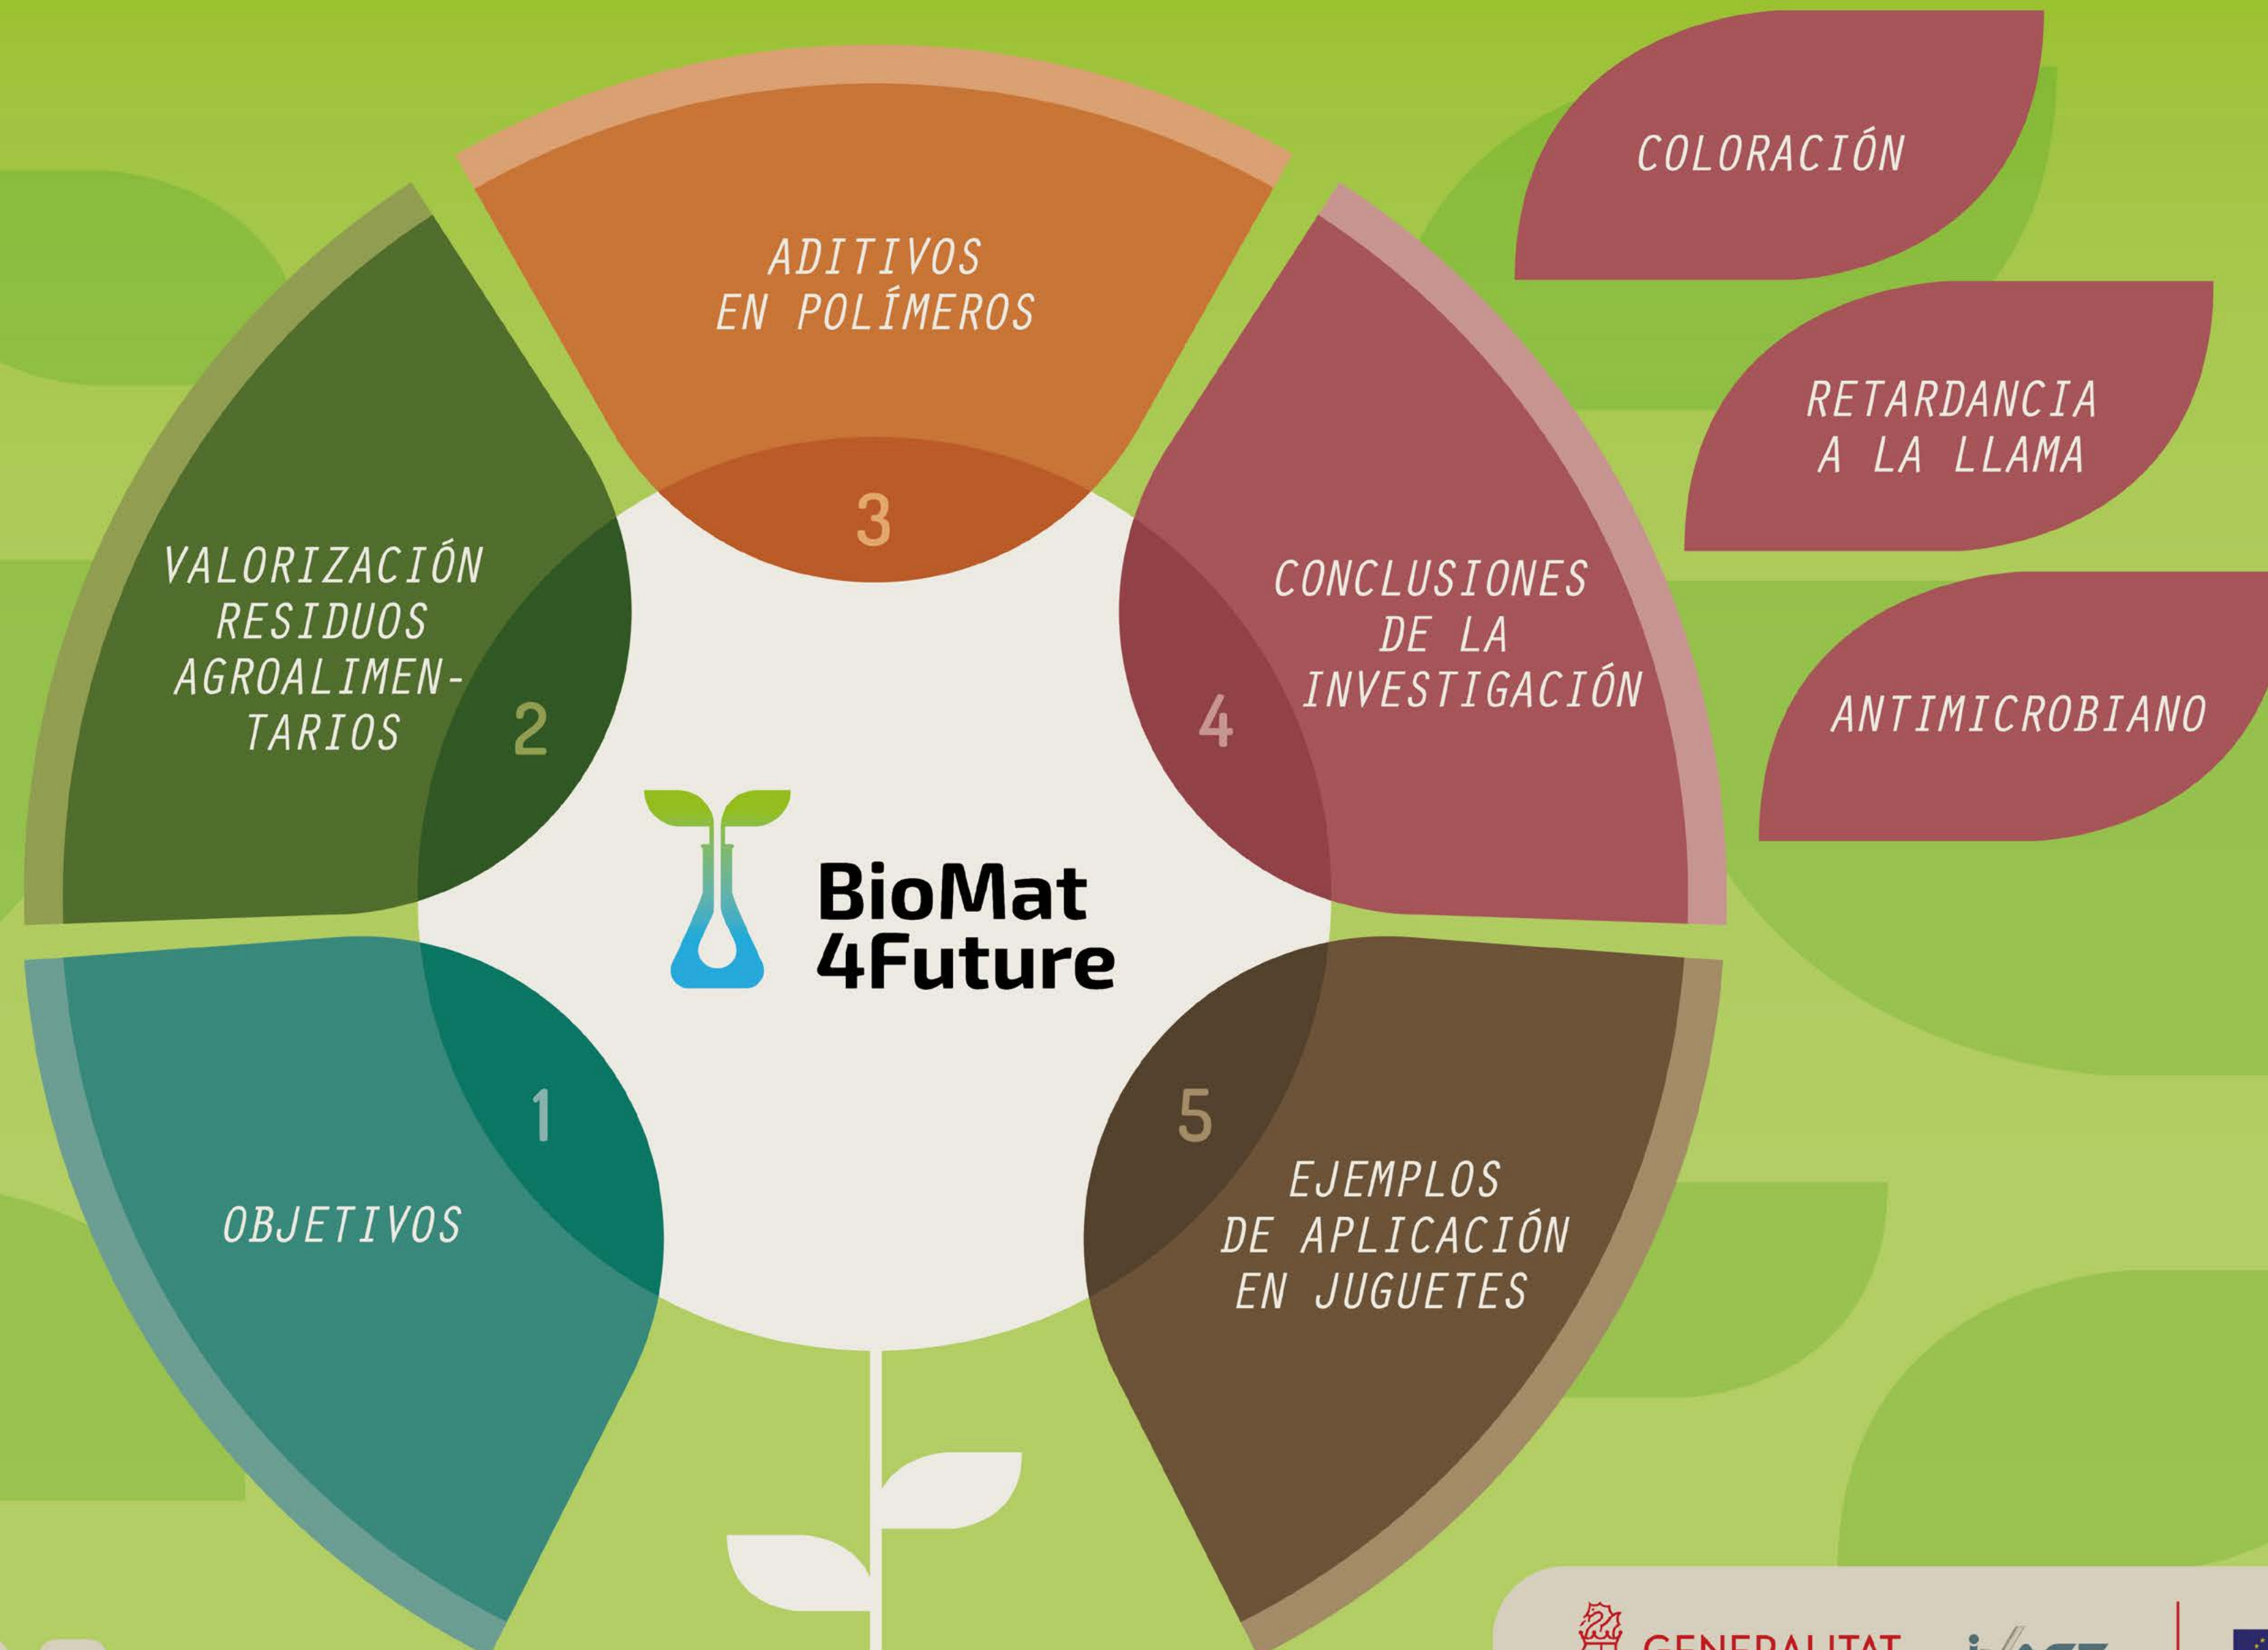 COLORACIÓN
ADITIVOS
EN POLÍMEROS
RETARDANCIA
A LA LLAMA
3
VALORIZACIÓN
RESIDUOS
AGROALIMEN-
TARIOS
2
CONCLUSIONES
DE LA
INVESTIGACIÓN
4
ANTIMICROBIANO
BioMat
4Future
1
OBJETIVOS
5
EJEMPLOS
DE APLICACIÓN
EN JUGUETES
GENERALITAT